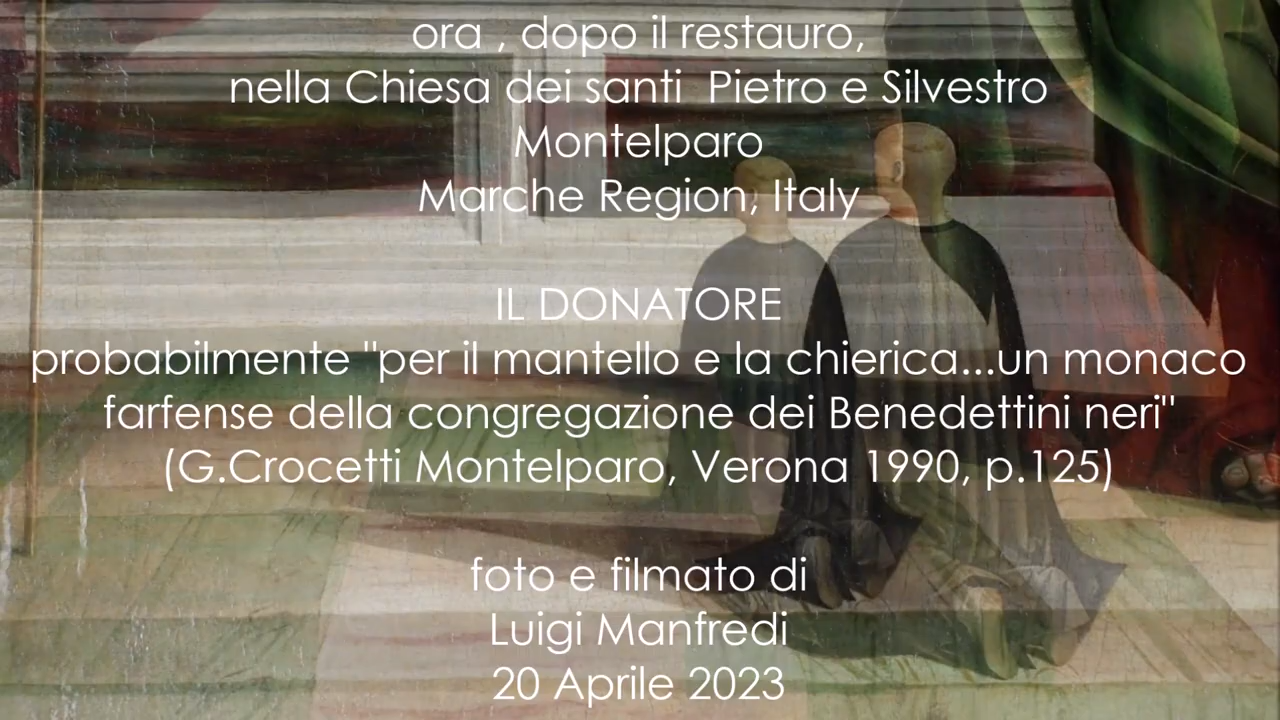 ora , dopo il restauro,
nella Chiesa dei santi  Pietro e Silvestro
Montelparo
Marche Region, Italy
IL DONATORE
probabilmente "per il mantello e la chierica...un monaco
farfense della congregazione dei Benedettini neri"
(G.Crocetti Montelparo, Verona 1990, p.125)
foto e filmato di
Luigi Manfredi
20 Aprile 2023